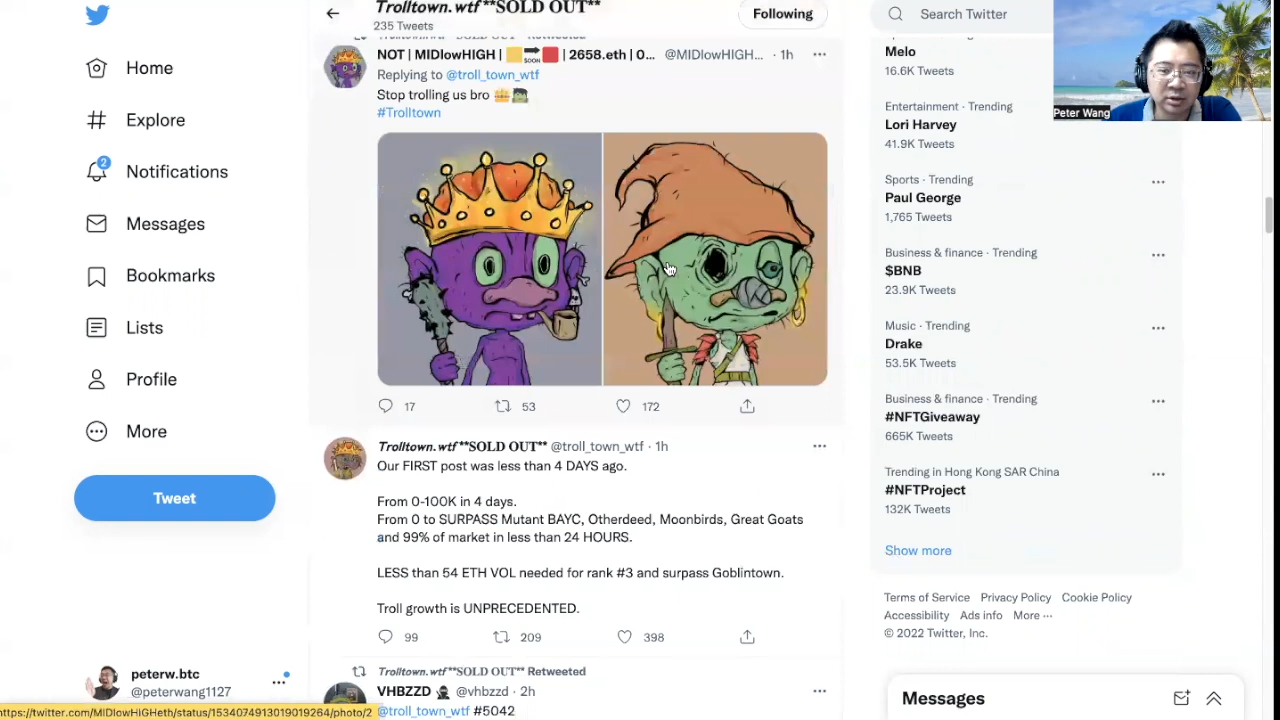 Trolltown.wtf **SOLD OUT**
235 Tweets
Following
Search Twitter
Home
Explore
2
Notifications
Messages
Bookmarks
Lists
Profile
More
Tweet
peterw.btc
@peterwang1127
NOT | MIDlowHIGH | 🟨➡️SOON🟥 | 2658.eth | 0... @MIDlowHIGH... · 1h
Replying to @troll_town_wtf
Stop trolling us bro
#Trolltown
17 53 172
Trolltown.wtf **SOLD OUT** @troll_town_wtf · 1h
Our FIRST post was less than 4 DAYS ago.
From 0-100K in 4 days.
From 0 to SURPASS Mutant BAYC, Otherdeed, Moonbirds, Great Goats
and 99% of market in less than 24 HOURS.
LESS than 54 ETH VOL needed for rank #3 and surpass Goblintown.
Troll growth is UNPRECEDENTED.
99 209 398
Trolltown.wtf **SOLD OUT** Retweeted
VHBZZD @vhbzzd · 2h
@troll_town_wtf #5042
Melo
16.6K Tweets
Entertainment · Trending
Lori Harvey
41.9K Tweets
Sports · Trending
Paul George
1,765 Tweets
Business & finance · Trending
$BNB
23.9K Tweets
Music · Trending
Drake
53.5K Tweets
Business & finance · Trending
#NFTGiveaway
665K Tweets
Trending in Hong Kong SAR China
#NFTProject
132K Tweets
Show more
Terms of Service Privacy Policy Cookie Policy
Accessibility Ads info More ···
© 2022 Twitter, Inc.
Messages
Peter Wang
https://twitter.com/MIDlowHIGHeth/status/1534074913019019264/photo/2